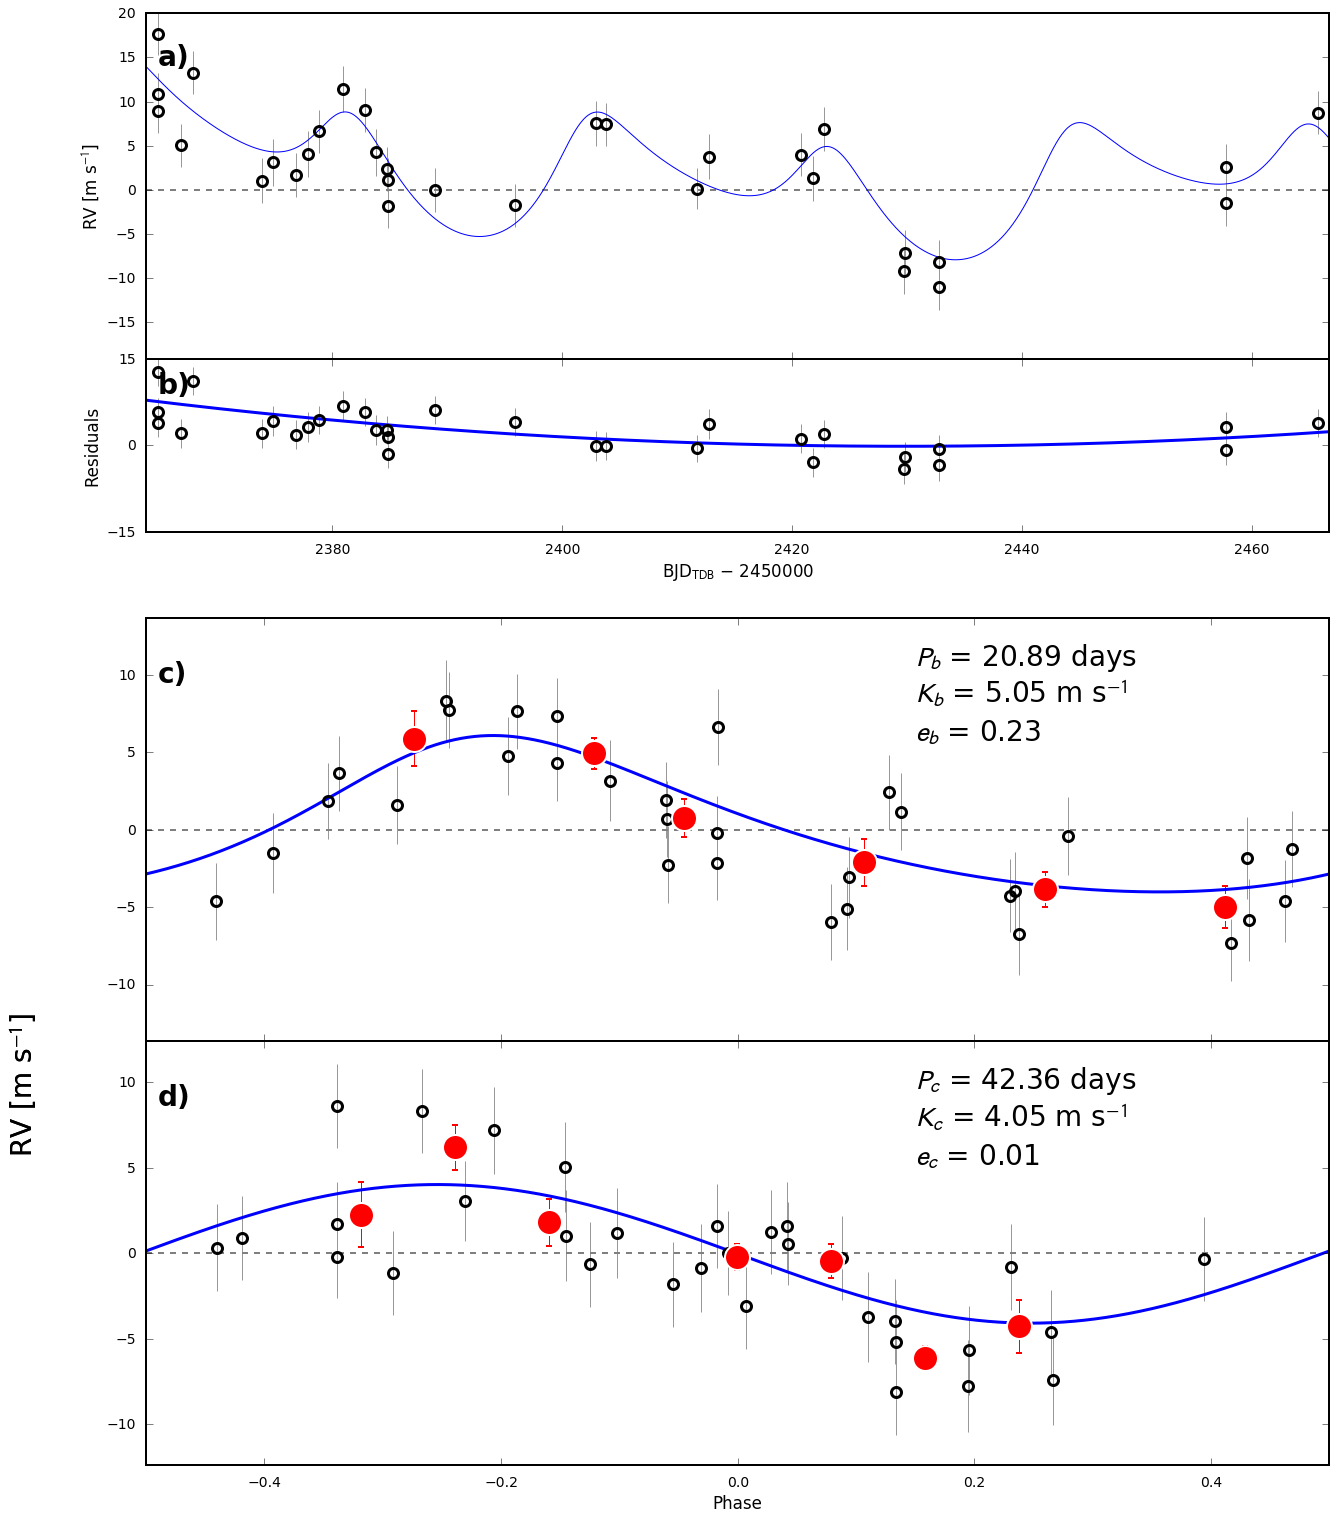 a)
20
15
10
5
0
−5
−10
−15
RV [m s⁻¹]
b)
15
0
−15
Residuals
2380 2400 2420 2440 2460
BJD_TDB − 2450000
c)
P_b = 20.89 days
K_b = 5.05 m s⁻¹
e_b = 0.23
10
5
0
−5
−10
RV [m s⁻¹]
d)
P_c = 42.36 days
K_c = 4.05 m s⁻¹
e_c = 0.01
10
5
0
−5
−10
−0.4 −0.2 0.0 0.2 0.4
Phase